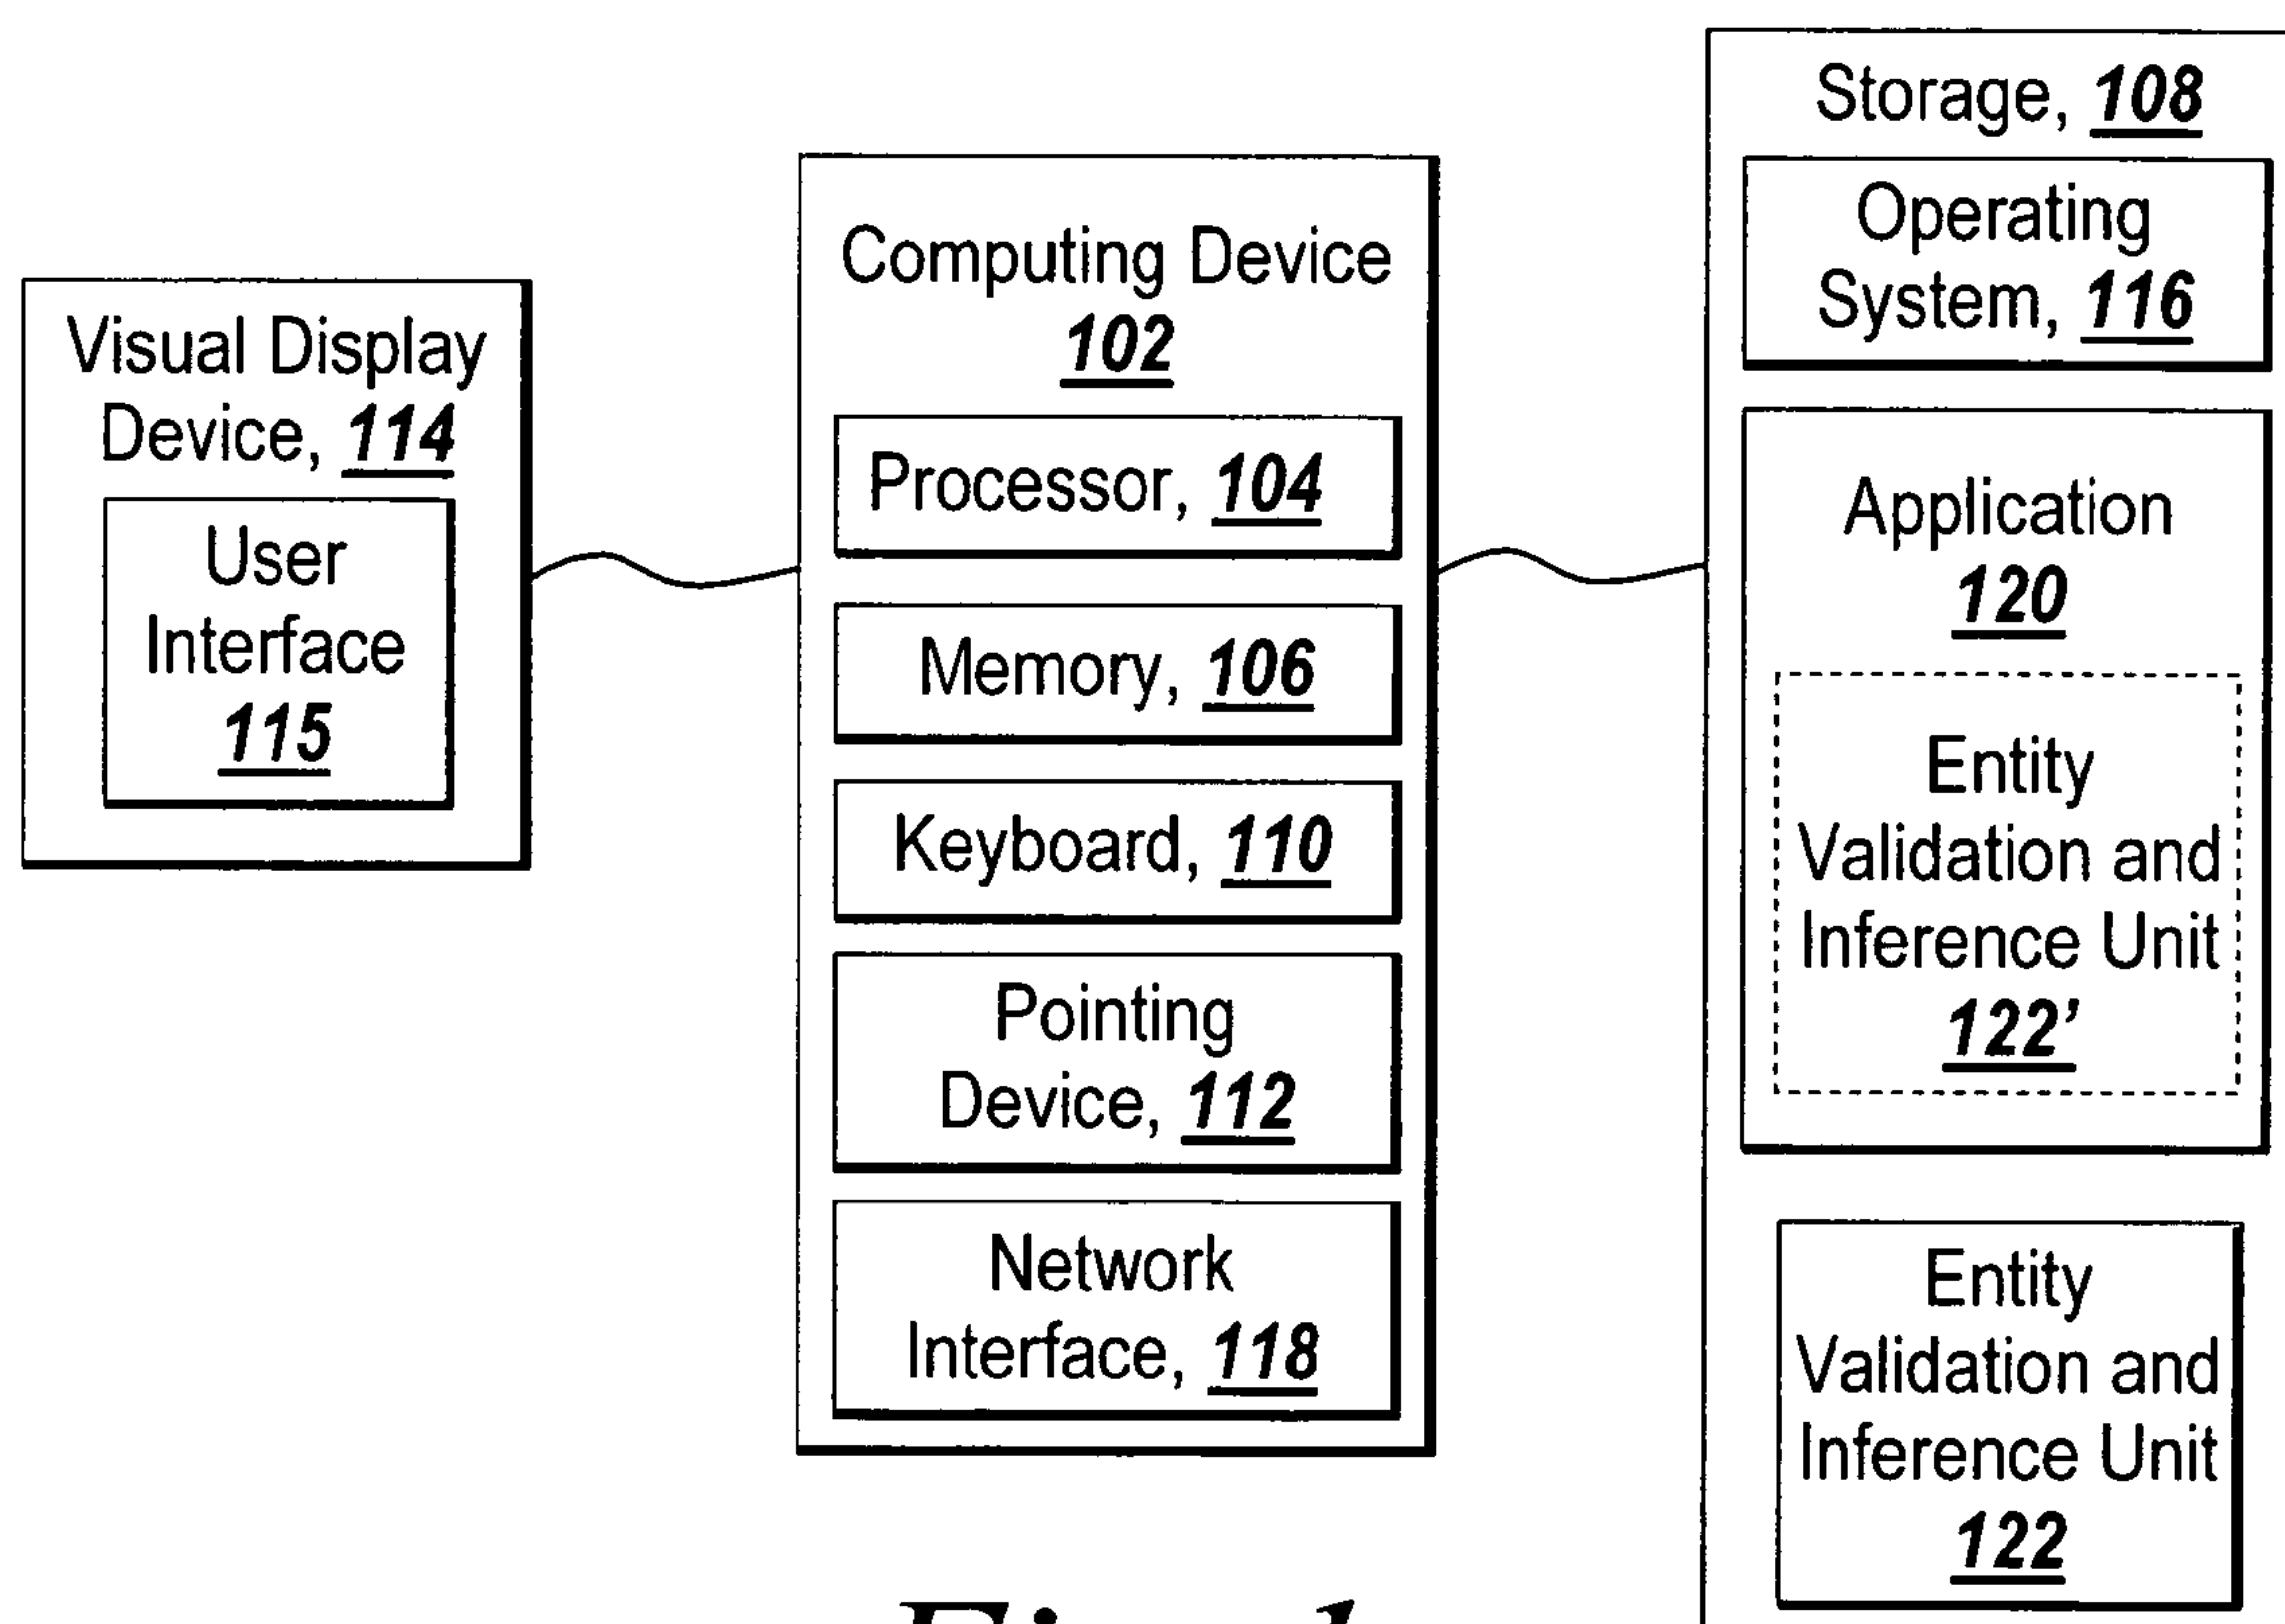 Visual Display
Device, 114
User
Interface
115
Computing Device
102
Processor, 104
Memory, 106
Keyboard, 110
Pointing
Device, 112
Network
Interface, 118
Storage, 108
Operating
System, 116
Application
120
Entity
Validation and
Inference Unit
122’
Entity
Validation and
Inference Unit
122